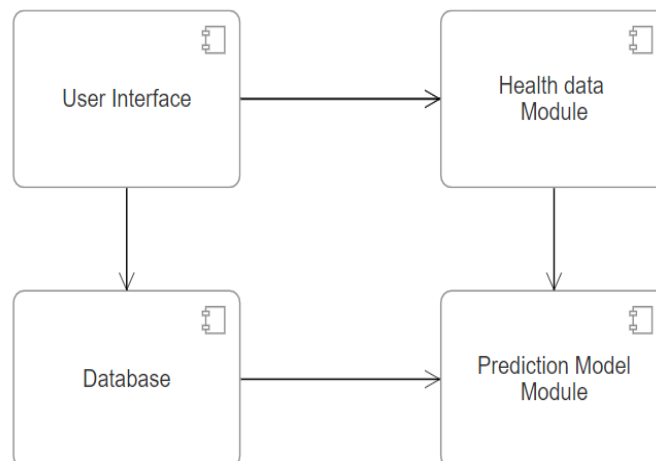 User Interface
Health data
Module
Database
Prediction Model
Module